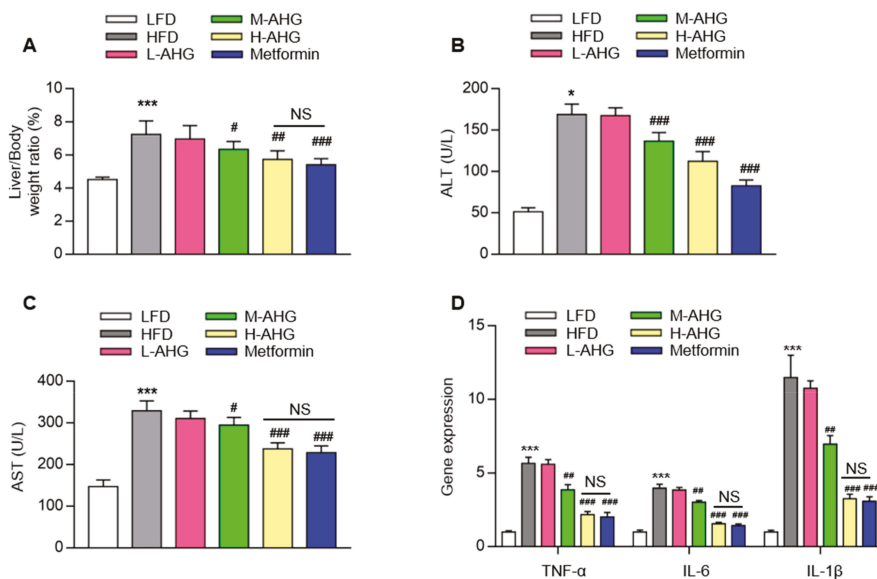 A
LFD
HFD
L-AHG
M-AHG
H-AHG
Metformin
Liver/Body
weight ratio (%)
10
8
6
4
2
0
***
#
##
###
NS
B
LFD
HFD
L-AHG
M-AHG
H-AHG
Metformin
ALT (U/L)
200
150
100
50
0
*
###
###
###
C
LFD
HFD
L-AHG
M-AHG
H-AHG
Metformin
AST (U/L)
400
300
200
100
0
***
#
###
###
NS
D
LFD
HFD
L-AHG
M-AHG
H-AHG
Metformin
Gene expression
15
10
5
0
***
##
###
###
NS
***
##
###
###
NS
***
##
###
###
NS
TNF-α
IL-6
IL-1β